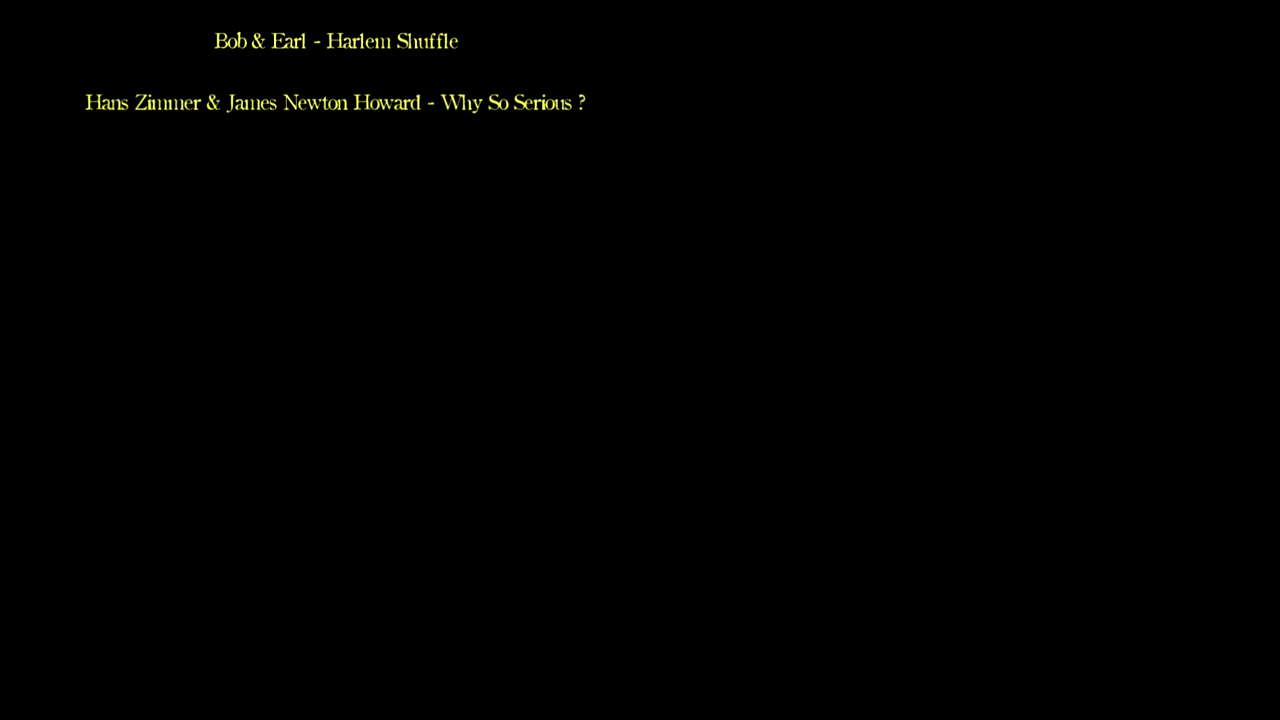 Bob & Earl - Harlem Shuffle
Hans Zimmer & James Newton Howard - Why So Serious ?